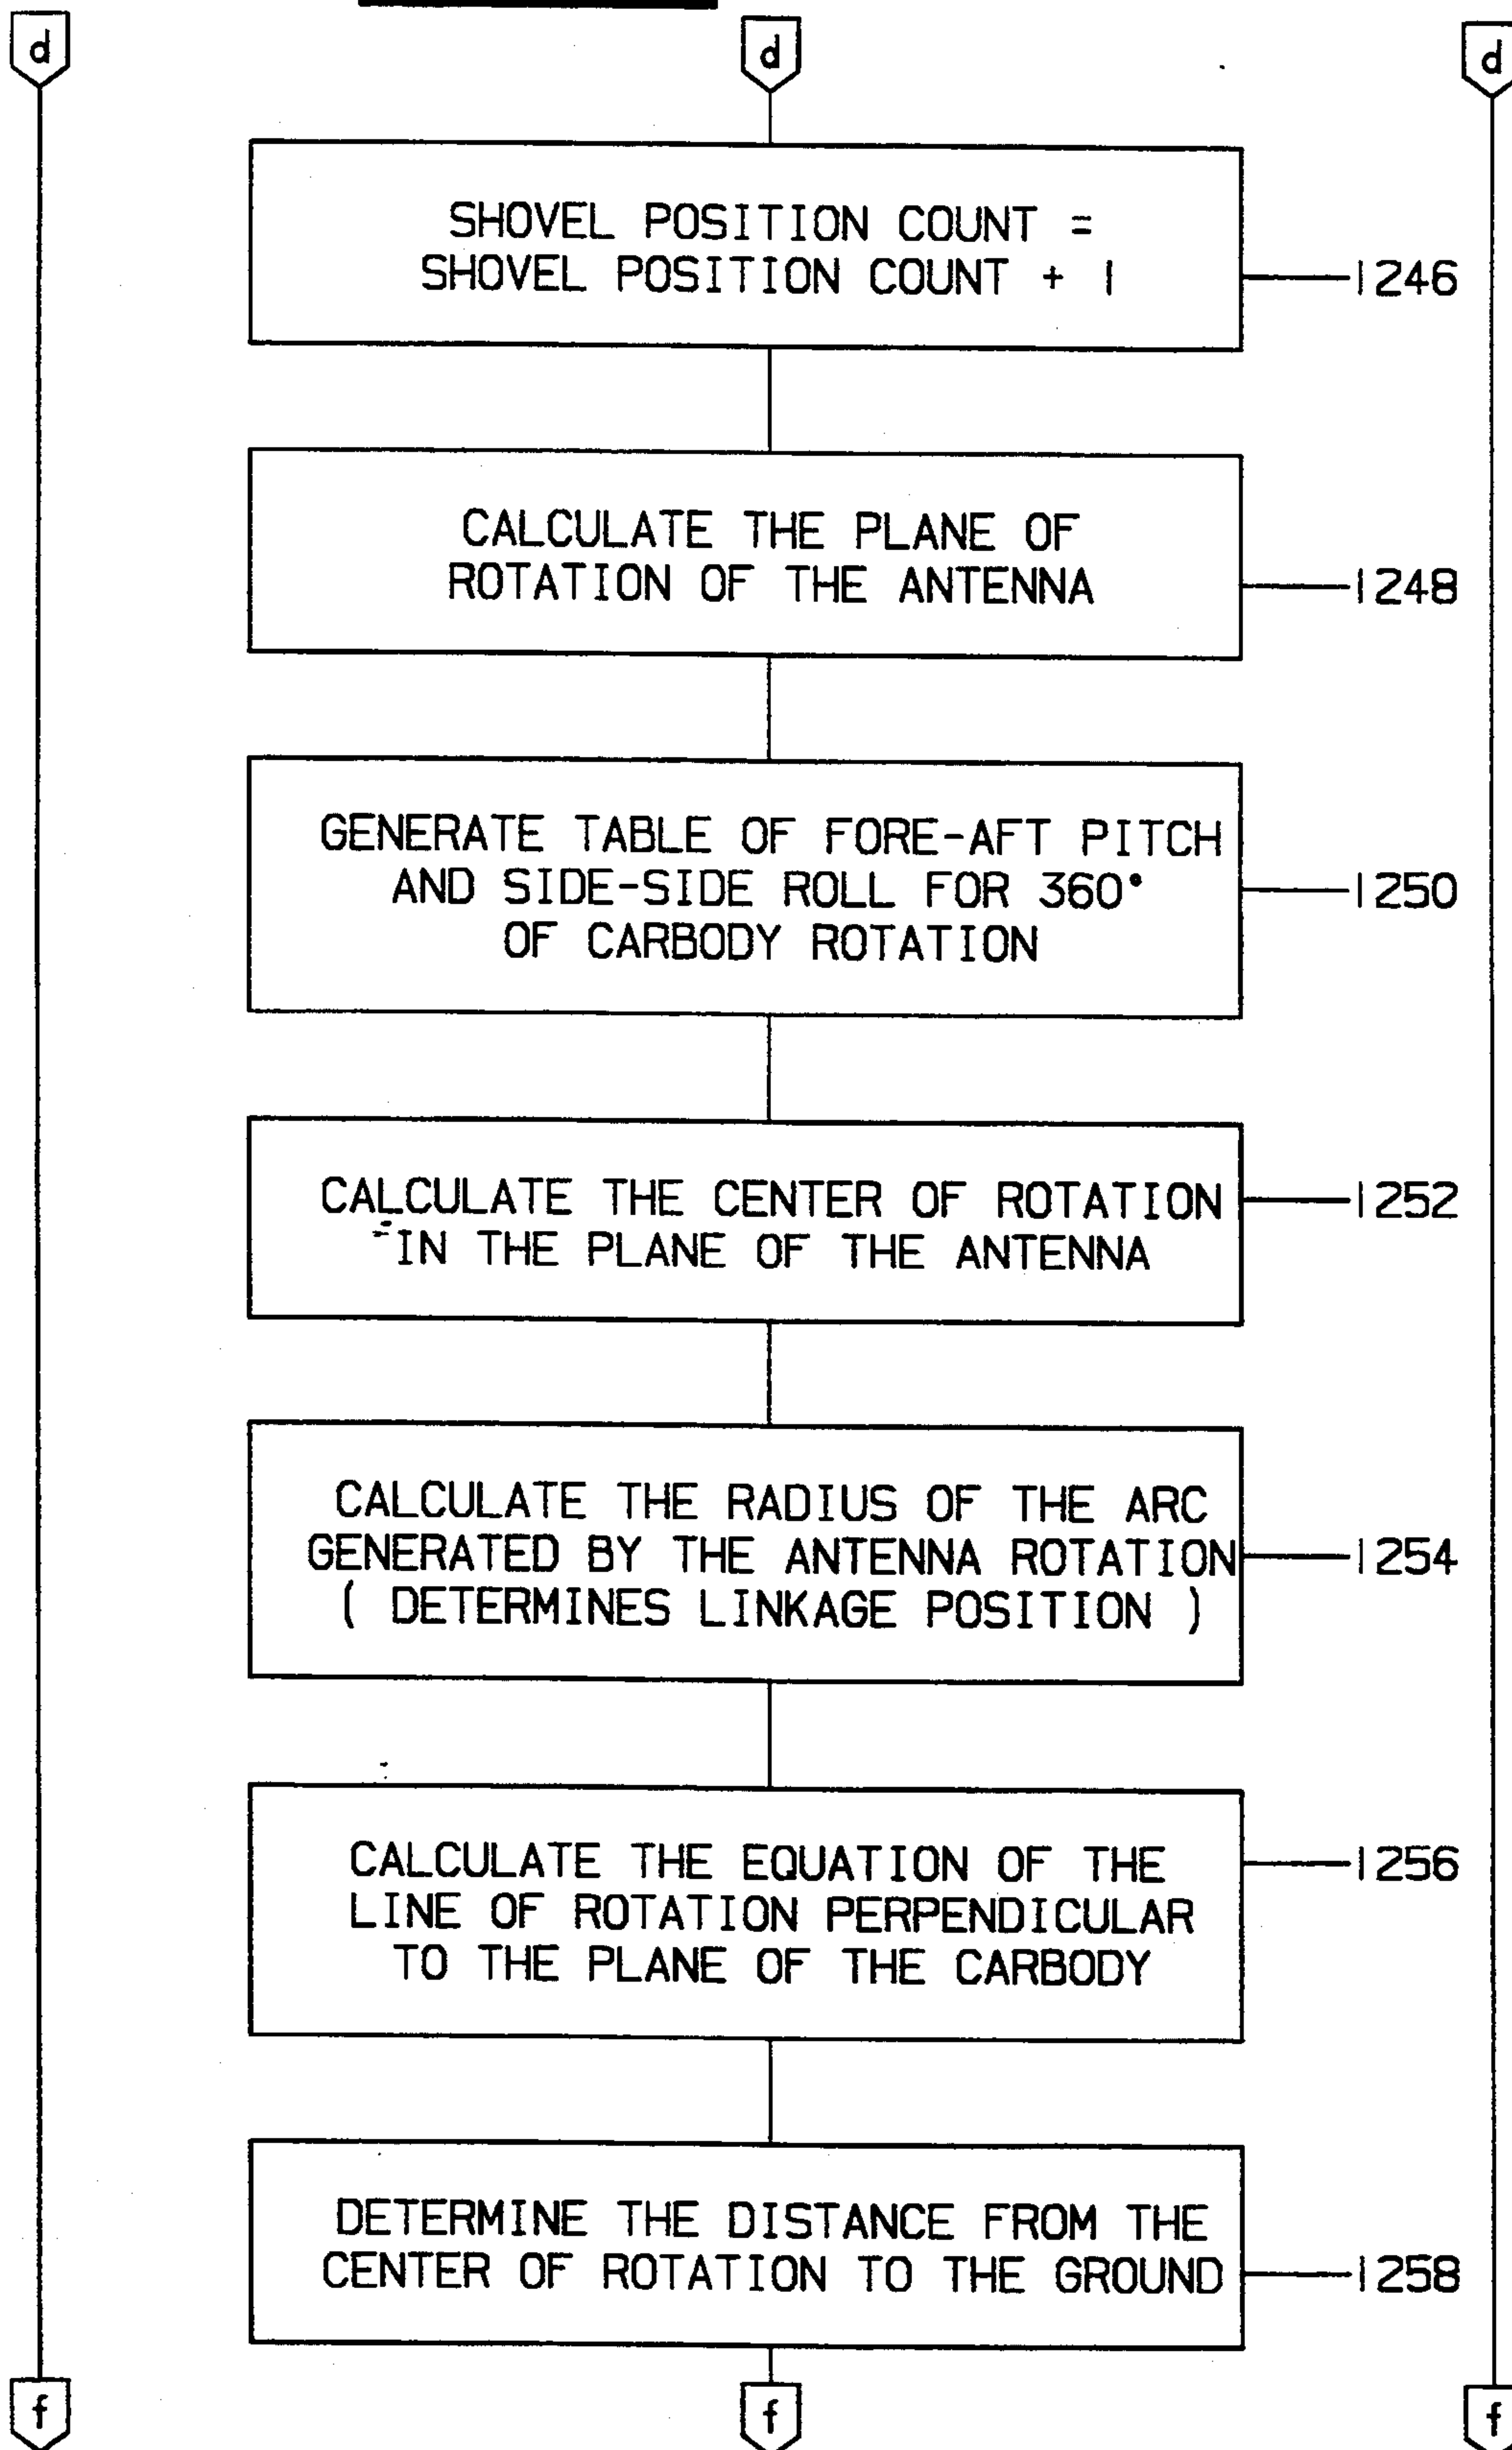 d
d
d
SHOVEL POSITION COUNT =
SHOVEL POSITION COUNT + 1
1246
CALCULATE THE PLANE OF
ROTATION OF THE ANTENNA
1248
GENERATE TABLE OF FORE-AFT PITCH
AND SIDE-SIDE ROLL FOR 360°
OF CARBODY ROTATION
1250
CALCULATE THE CENTER OF ROTATION
IN THE PLANE OF THE ANTENNA
1252
CALCULATE THE RADIUS OF THE ARC
GENERATED BY THE ANTENNA ROTATION
( DETERMINES LINKAGE POSITION )
1254
CALCULATE THE EQUATION OF THE
LINE OF ROTATION PERPENDICULAR
TO THE PLANE OF THE CARBODY
1256
DETERMINE THE DISTANCE FROM THE
CENTER OF ROTATION TO THE GROUND
1258
f
f
f